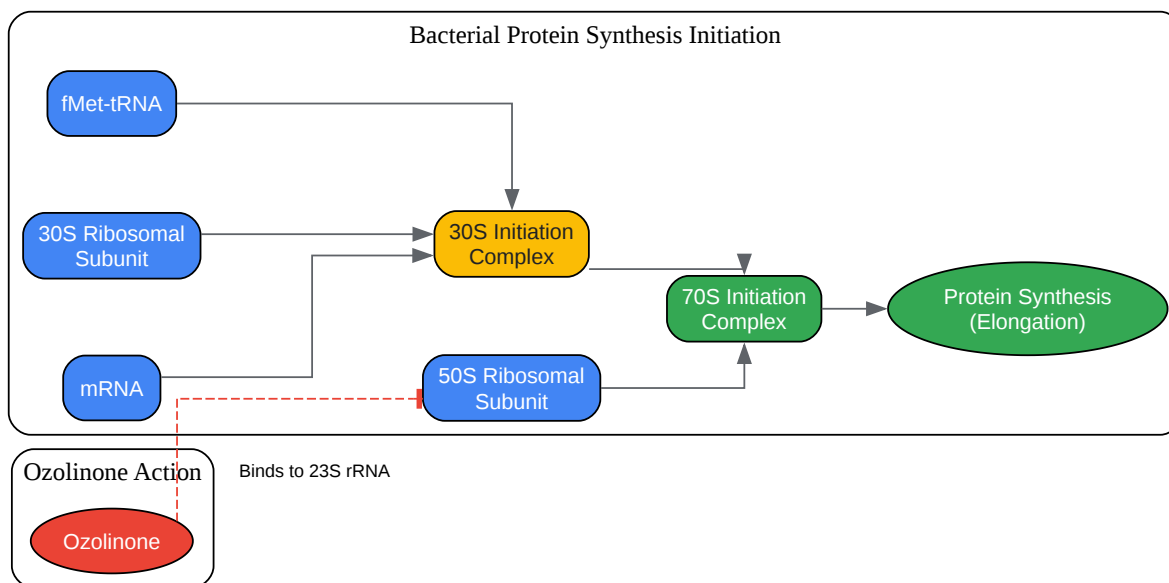 Bacterial Protein Synthesis Initiation
fMet-tRNA
30S Ribosomal
Subunit
30S Initiation
Complex
70S Initiation
Complex
Protein Synthesis
(Elongation)
mRNA
50S Ribosomal
Subunit
Ozolinone Action
Binds to 23S rRNA
Ozolinone